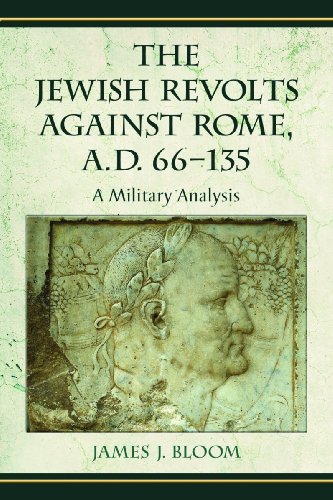 THE
JEWISH REVOLTS
AGAINST ROME,
A.D. 66–135
A Military Analysis
JAMES J. BLOOM